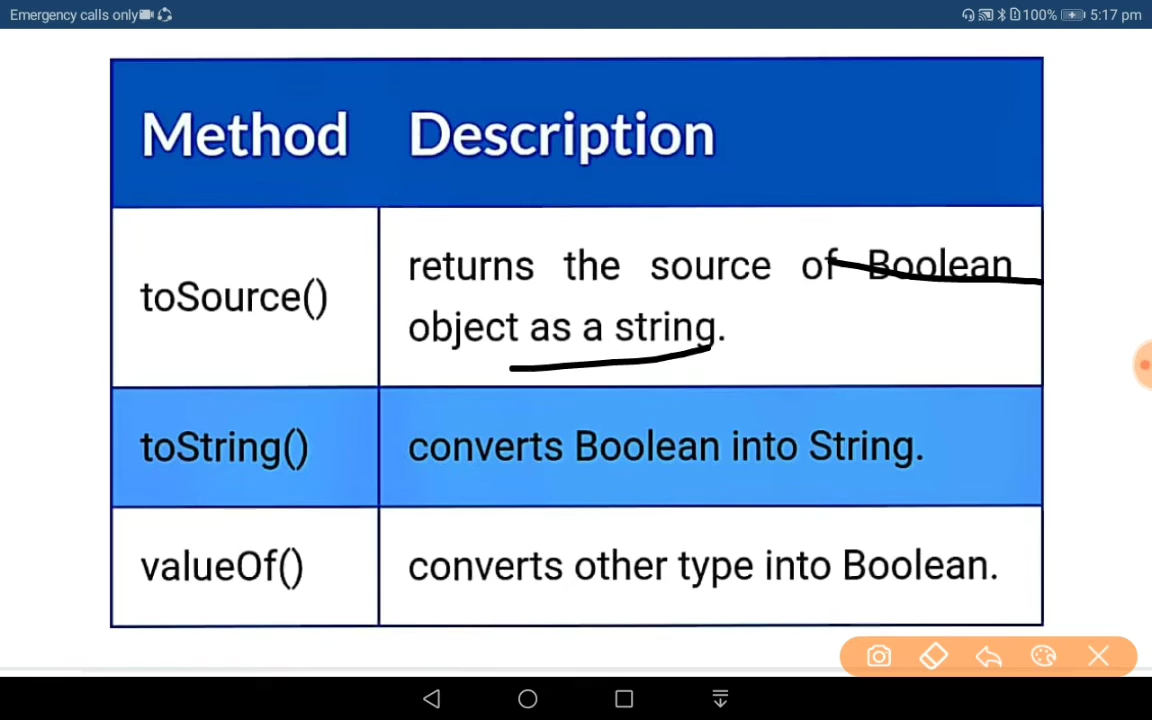 Emergency calls only 100% 5:17 pm
Method Description
toSource() returns the source of Boolean
object as a string.
toString() converts Boolean into String.
valueOf() converts other type into Boolean.